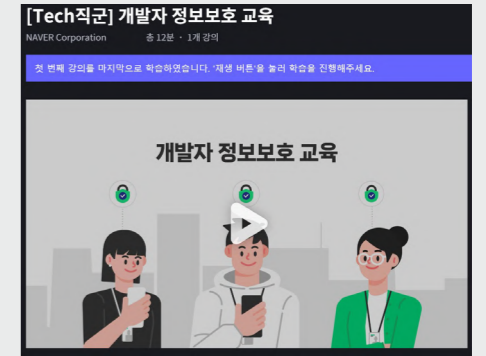 [Tech직군] 개발자 정보보호 교육
NAVER Corporation 총 12분 · 1개 강의
첫 번째 강의를 마지막으로 학습하였습니다. '재생 버튼'을 눌러 학습을 진행해주세요.
개발자 정보보호 교육